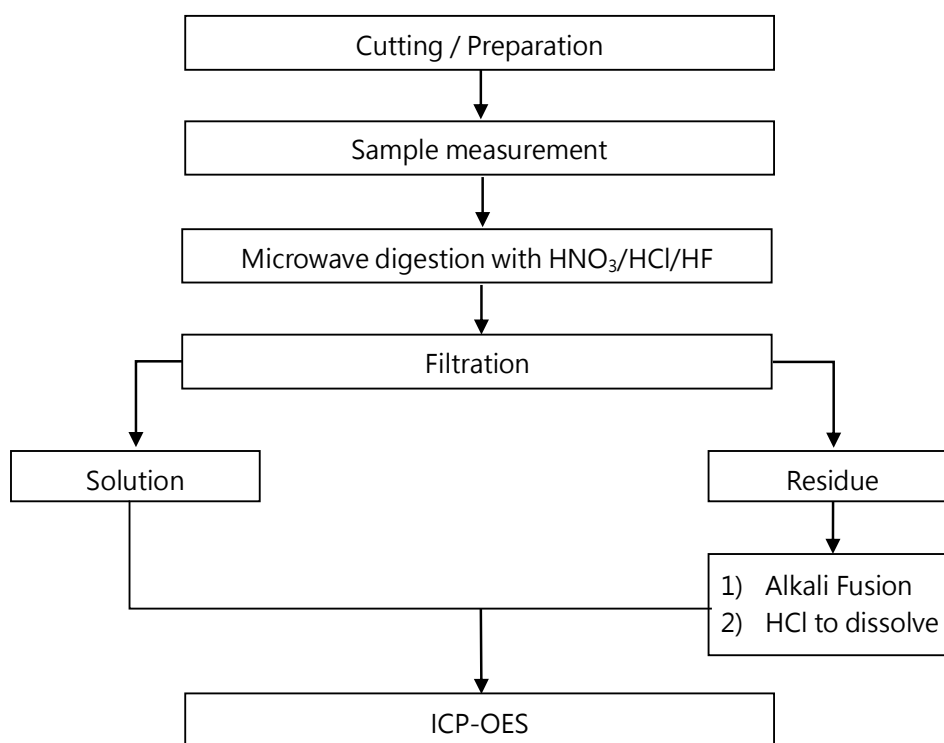 Cutting / Preparation
Sample measurement
Microwave digestion with HNO₃/HCl/HF
Filtration
Solution
Residue
1) Alkali Fusion
2) HCl to dissolve
ICP-OES